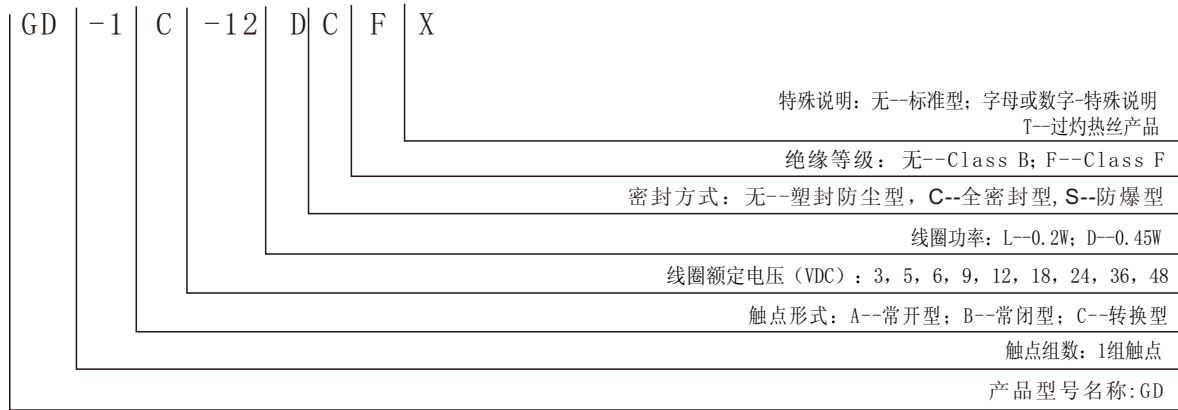 GD -1 C -12 D C F X
特殊说明：无--标准型；字母或数字-特殊说明
T--过灼热丝产品
绝缘等级：无--Class B；F--Class F
密封方式：无--塑封防尘型，C--全密封型,S--防爆型
线圈功率：L--0.2W；D--0.45W
线圈额定电压（VDC）：3，5，6，9，12，18，24，36，48
触点形式：A--常开型；B--常闭型；C--转换型
触点组数：1组触点
产品型号名称:GD